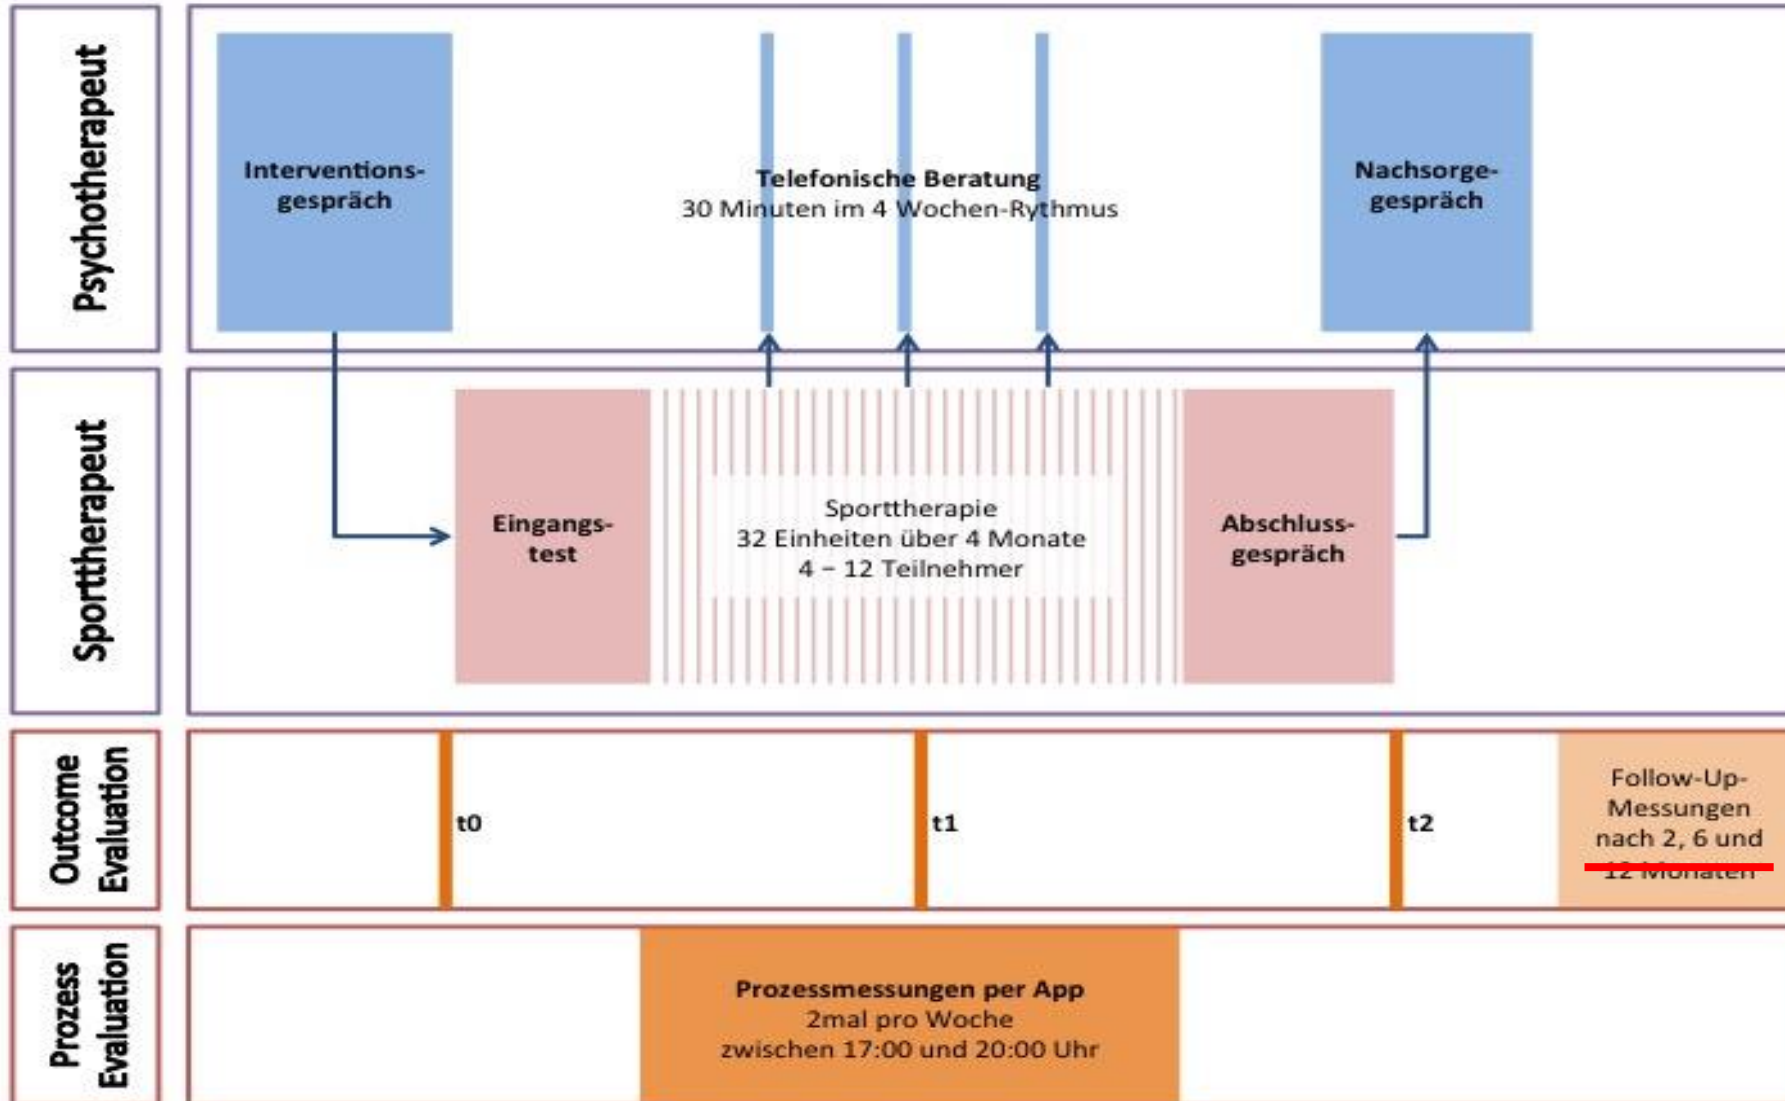 Psychotherapeut
Interventions-
gespräch
Telefonische Beratung
30 Minuten im 4 Wochen-Rythmus
Nachsorge-
gespräch
Sporttherapeut
Eingangs-
test
Sporttherapie
32 Einheiten über 4 Monate
4 – 12 Teilnehmer
Abschluss-
gespräch
Outcome
Evaluation
t0
t1
t2
Follow-Up-
Messungen
nach 2, 6 und
12 Monaten
Prozess
Evaluation
Prozessmessungen per App
2mal pro Woche
zwischen 17:00 und 20:00 Uhr